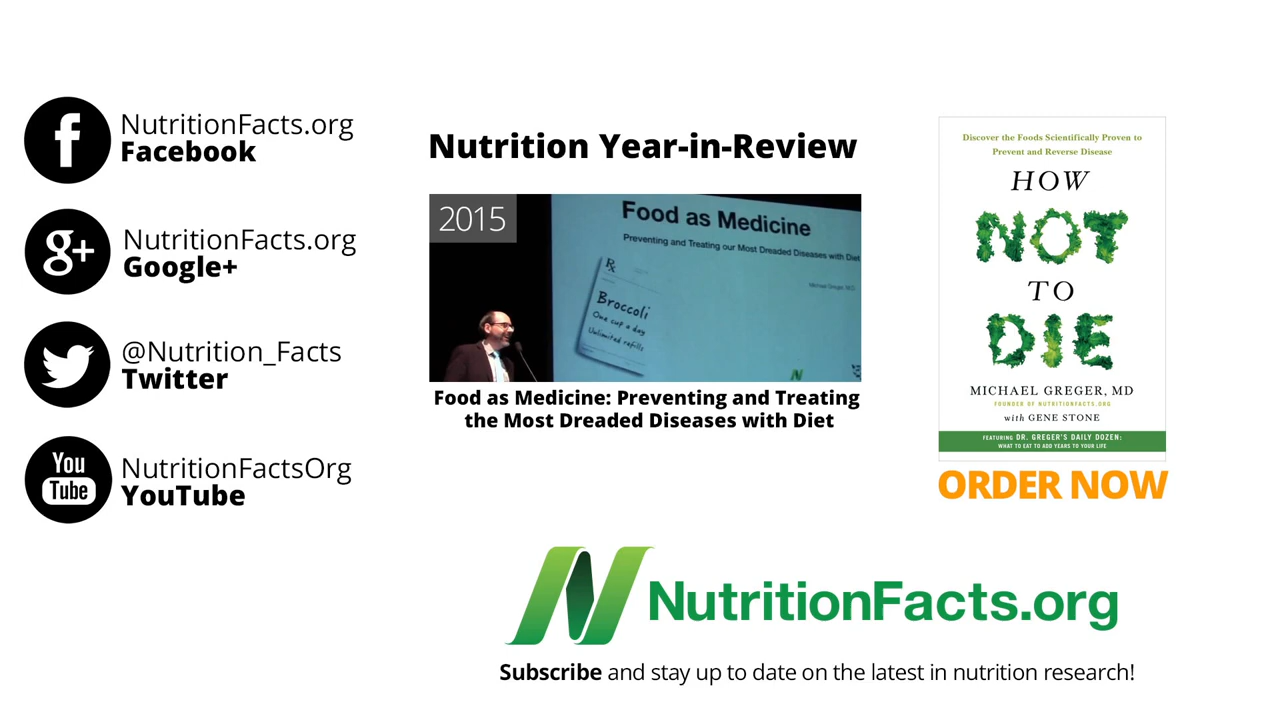 f
NutritionFacts.org
Facebook
g+
NutritionFacts.org
Google+
@Nutrition_Facts
Twitter
You
Tube
NutritionFactsOrg
YouTube
Nutrition Year-in-Review
2015
Food as Medicine
Preventing and Treating our Most Dreaded Diseases with Diet
Michael Greger, M.D.
Rx
Broccoli
One cup a day
Unlimited refills
Food as Medicine: Preventing and Treating
the Most Dreaded Diseases with Diet
Discover the Foods Scientifically Proven to
Prevent and Reverse Disease
HOW
NOT
TO
DIE
MICHAEL GREGER, MD
FOUNDER OF NUTRITIONFACTS.ORG
with GENE STONE
FEATURING DR. GREGER'S DAILY DOZEN:
WHAT TO EAT TO ADD YEARS TO YOUR LIFE
ORDER NOW
NutritionFacts.org
Subscribe and stay up to date on the latest in nutrition research!